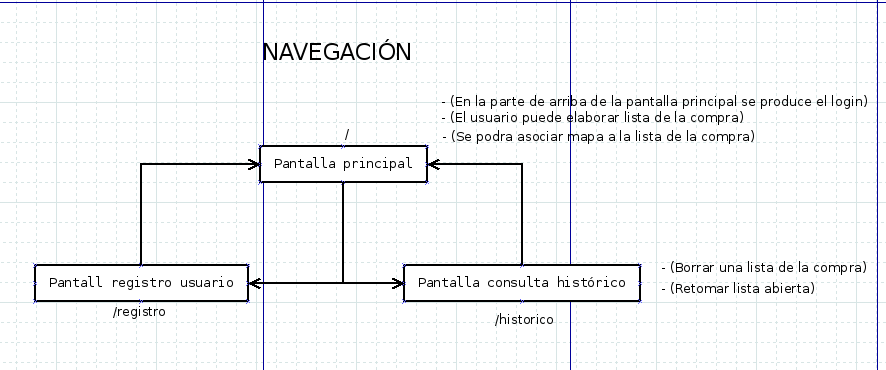 NAVEGACIÓN
- (En la parte de arriba de la pantalla principal se produce el login)
- (El usuario puede elaborar lista de la compra)
- (Se podra asociar mapa a la lista de la compra)
/
Pantalla principal
Pantall registro usuario
/registro
Pantalla consulta histórico
/historico
- (Borrar una lista de la compra)
- (Retomar lista abierta)